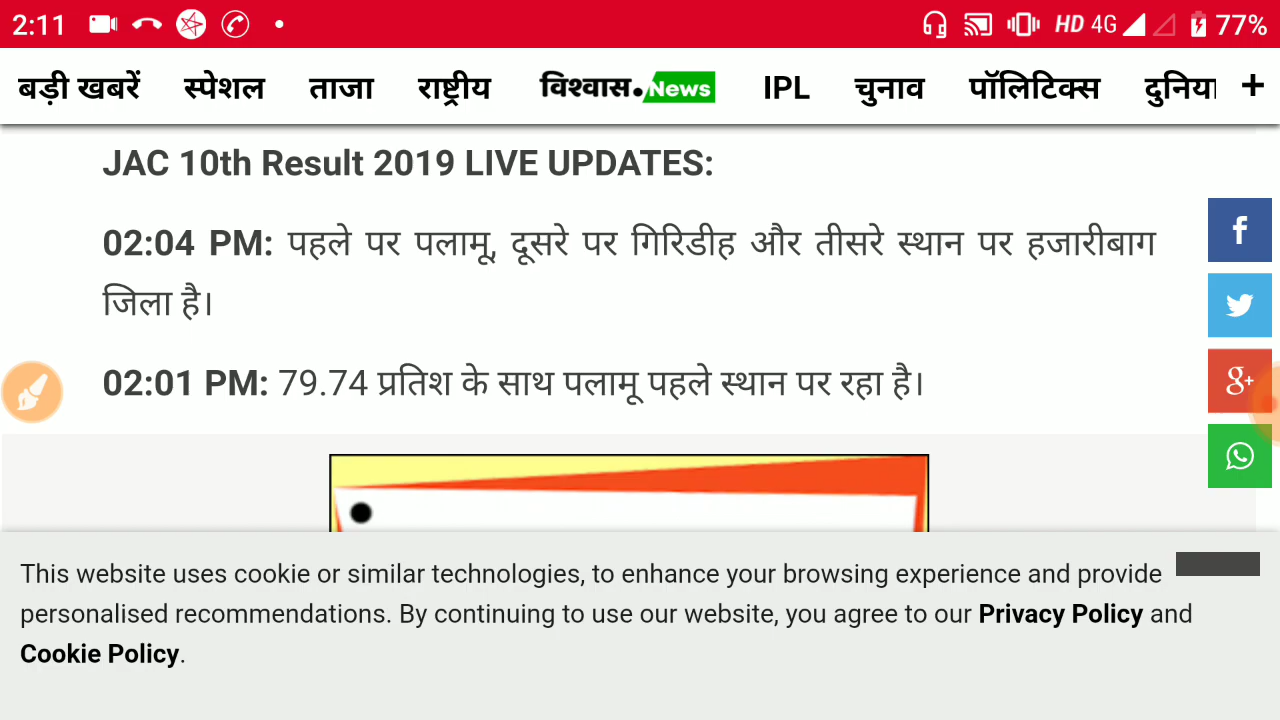 2:11 HD 4G 77%
बड़ी खबरें स्पेशल ताजा राष्ट्रीय विश्वास.News IPL चुनाव पॉलिटिक्स दुनिया +
JAC 10th Result 2019 LIVE UPDATES:
02:04 PM: पहले पर पलामू, दूसरे पर गिरिडीह और तीसरे स्थान पर हजारीबाग
जिला है।
02:01 PM: 79.74 प्रतिश के साथ पलामू पहले स्थान पर रहा है।
This website uses cookie or similar technologies, to enhance your browsing experience and provide
personalised recommendations. By continuing to use our website, you agree to our Privacy Policy and
Cookie Policy.